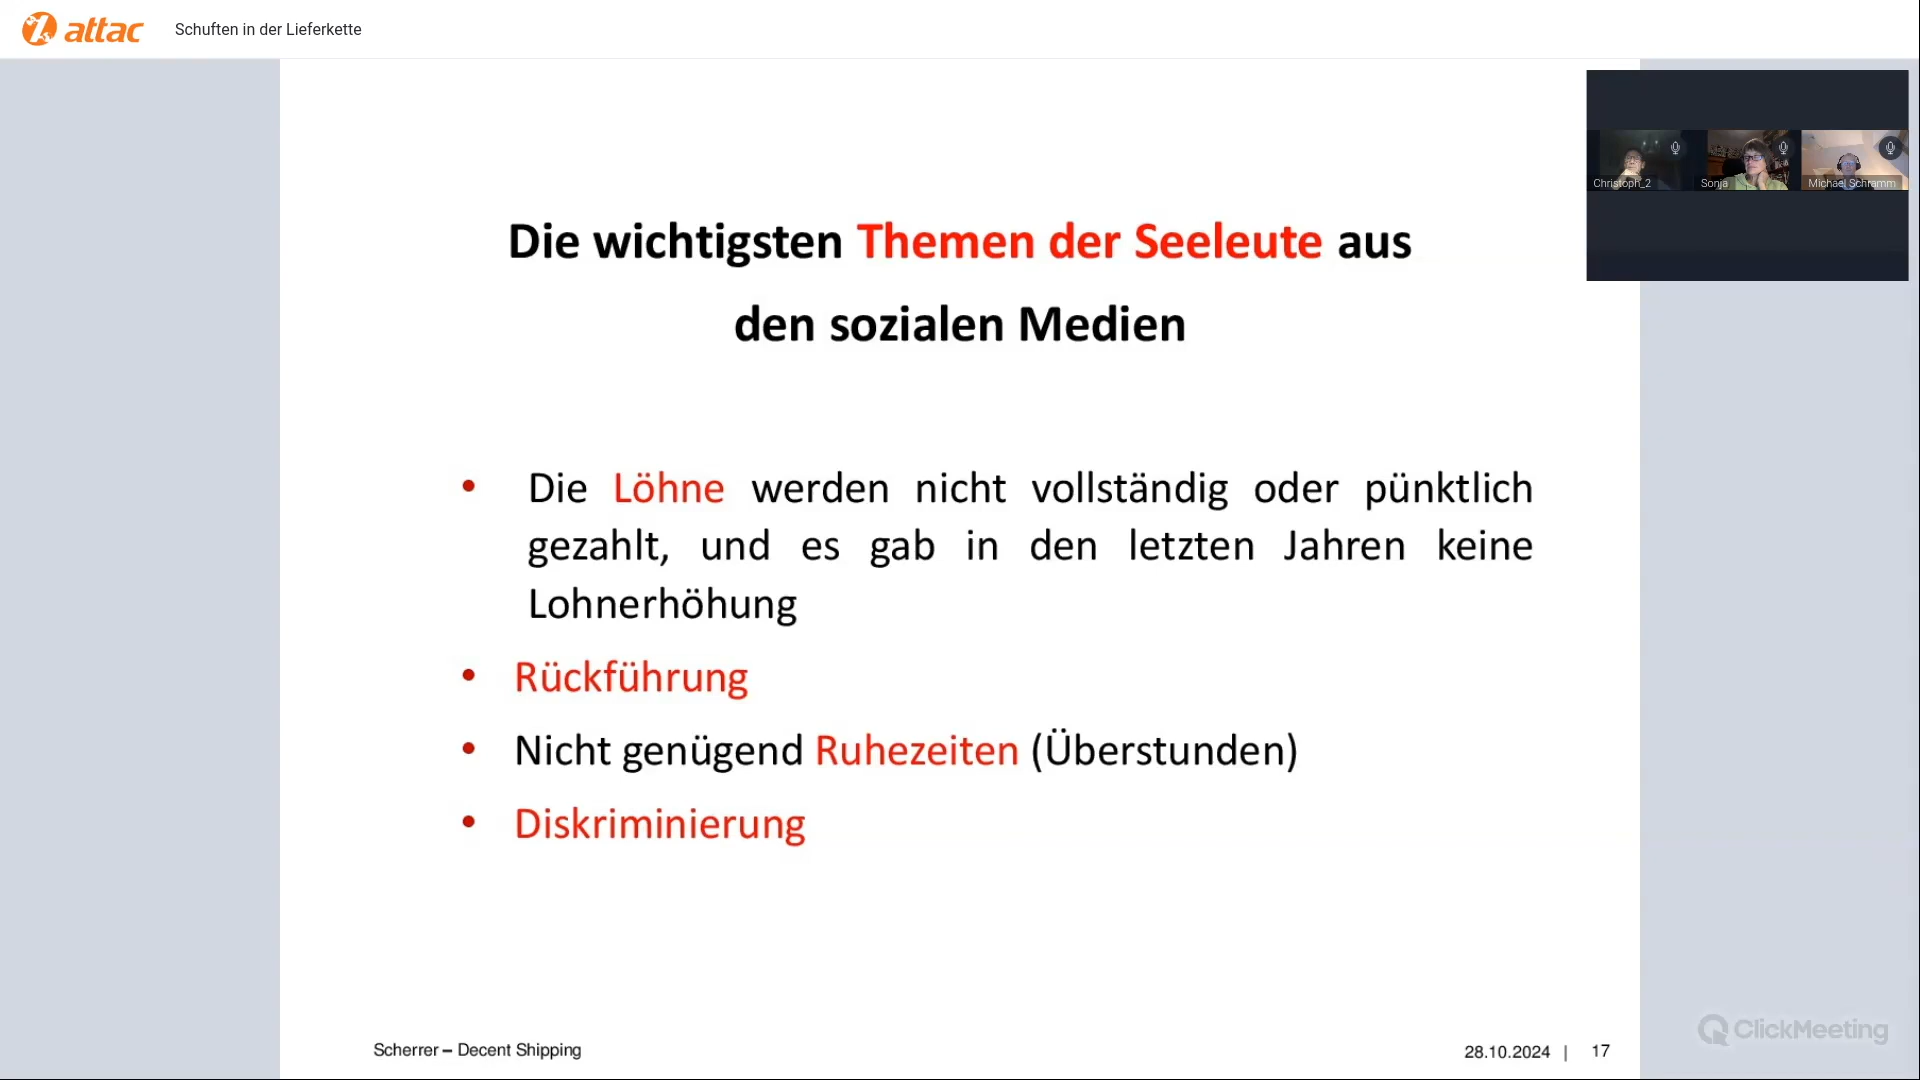 attac Schuften in der Lieferkette
Christoph_2 Sonja Michael Schramm
Die wichtigsten Themen der Seeleute aus
den sozialen Medien
• Die Löhne werden nicht vollständig oder pünktlich
gezahlt, und es gab in den letzten Jahren keine
Lohnerhöhung
• Rückführung
• Nicht genügend Ruhezeiten (Überstunden)
• Diskriminierung
Scherrer – Decent Shipping 28.10.2024 | 17
ClickMeeting